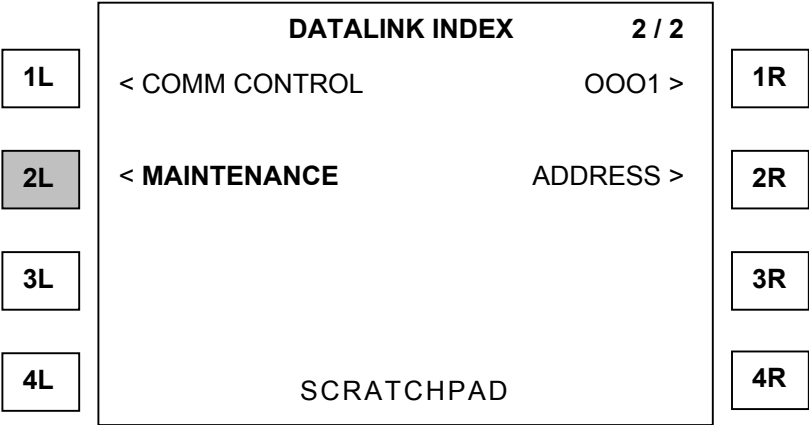 DATALINK INDEX 2 / 2
1L < COMM CONTROL OOO1 > 1R
2L < MAINTENANCE ADDRESS > 2R
3L 3R
4L SCRATCHPAD 4R